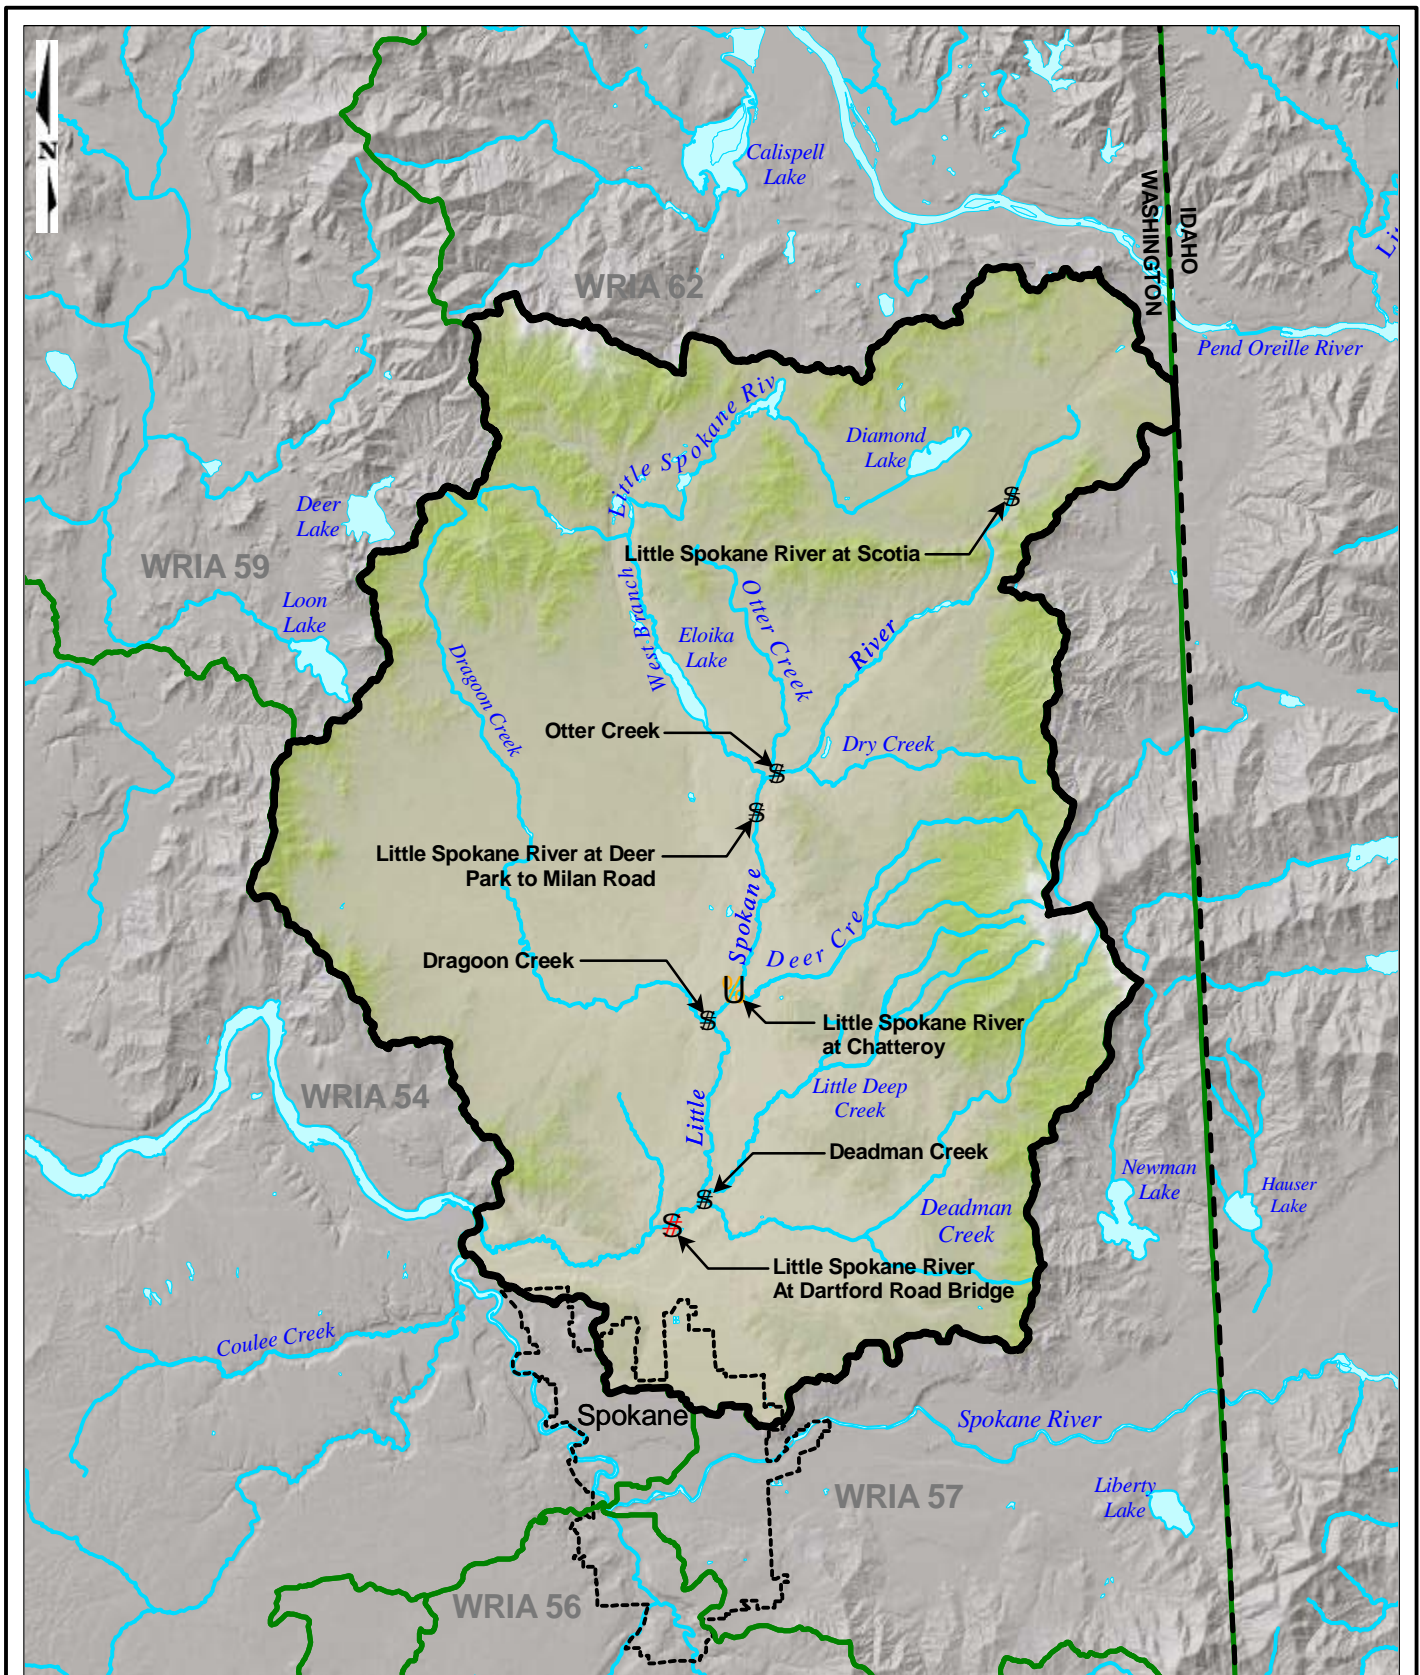 N
Calispell
Lake
WASHINGTON
IDAHO
Li
WRIA 62
Pend Oreille River
Little Spokane Riv
Diamond
Lake
Deer
Lake
$
Little Spokane River at Scotia
WRIA 59
West Branch
Otter Creek
Loon
Lake
Eloika
Lake
River
Dragoon Creek
Otter Creek
Dry Creek
$
$
Little Spokane River at Deer
Park to Milan Road
Spokane
Deer Cre
Dragoon Creek
U
$
Little Spokane River
at Chatteroy
WRIA 54
Little
Little Deep
Creek
Deadman Creek
Newman
Lake
Hauser
Lake
$
Deadman
Creek
S
Little Spokane River
At Dartford Road Bridge
Coulee Creek
Spokane
Spokane River
WRIA 57
Liberty
Lake
WRIA 56